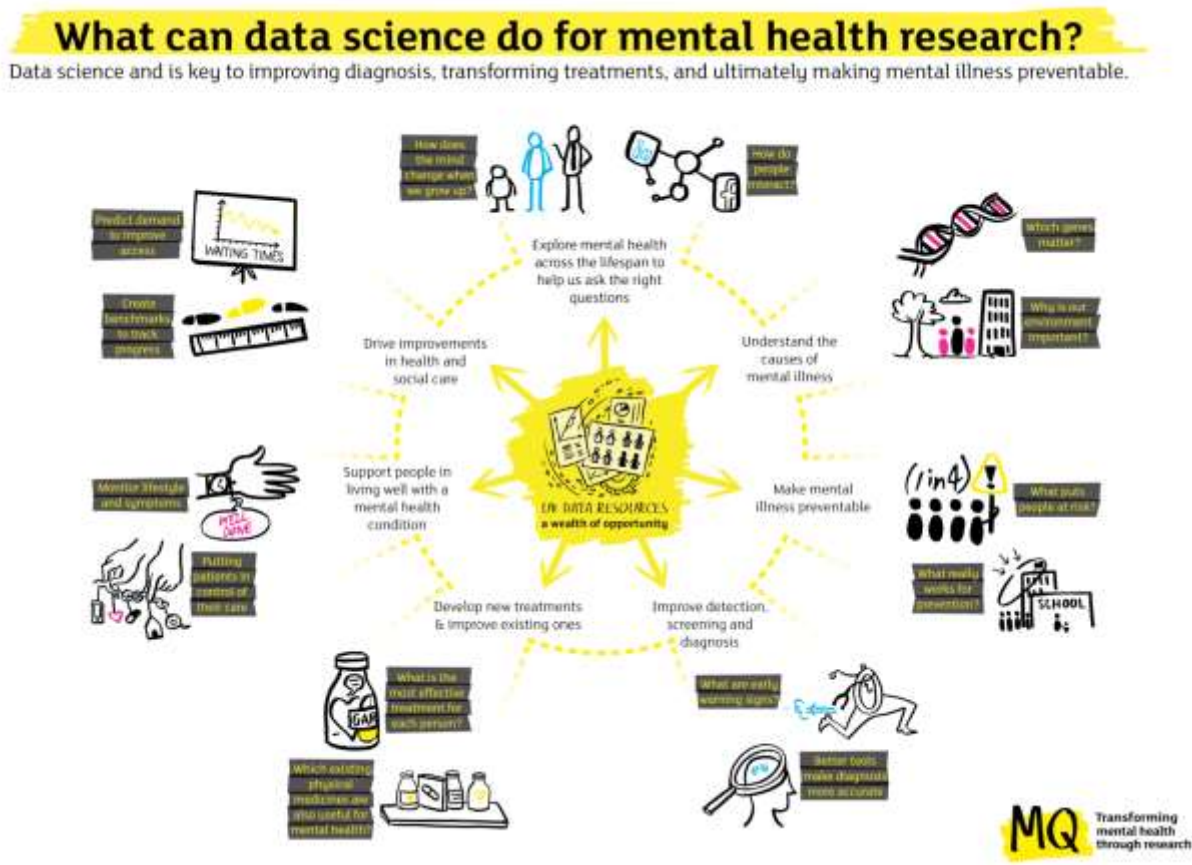 What can data science do for mental health research?
Data science and is key to improving diagnosis, transforming treatments, and ultimately making mental illness preventable.
How does
the mind
change when
we grow up?
How do
people
interact?
Explore mental health
across the lifespan to
help us ask the right
questions
Predict demand
to improve
access
WAITING TIMES
Create
benchmarks
to track
progress
Drive improvements
in health and
social care
Which genes
matter?
Why is our
environment
important?
Understand the
causes of
mental illness
UK DATA RESOURCES
a wealth of opportunity
Monitor lifestyle
and symptoms
WELL
DONE
Putting
patients in
control of
their care
Support people in
living well with a
mental health
condition
Make mental
illness preventable
(1 in 4)
!
What puts
people at risk?
What really
works for
prevention?
SCHOOL
Develop new treatments
& improve existing ones
Improve detection,
screening and
diagnosis
What is the
most effective
treatment for
each person?
Which existing
physical
medicines are
also useful for
mental health?
What are early
warning signs?
Better tools
make diagnosis
more accurate
MQ
Transforming
mental health
through research